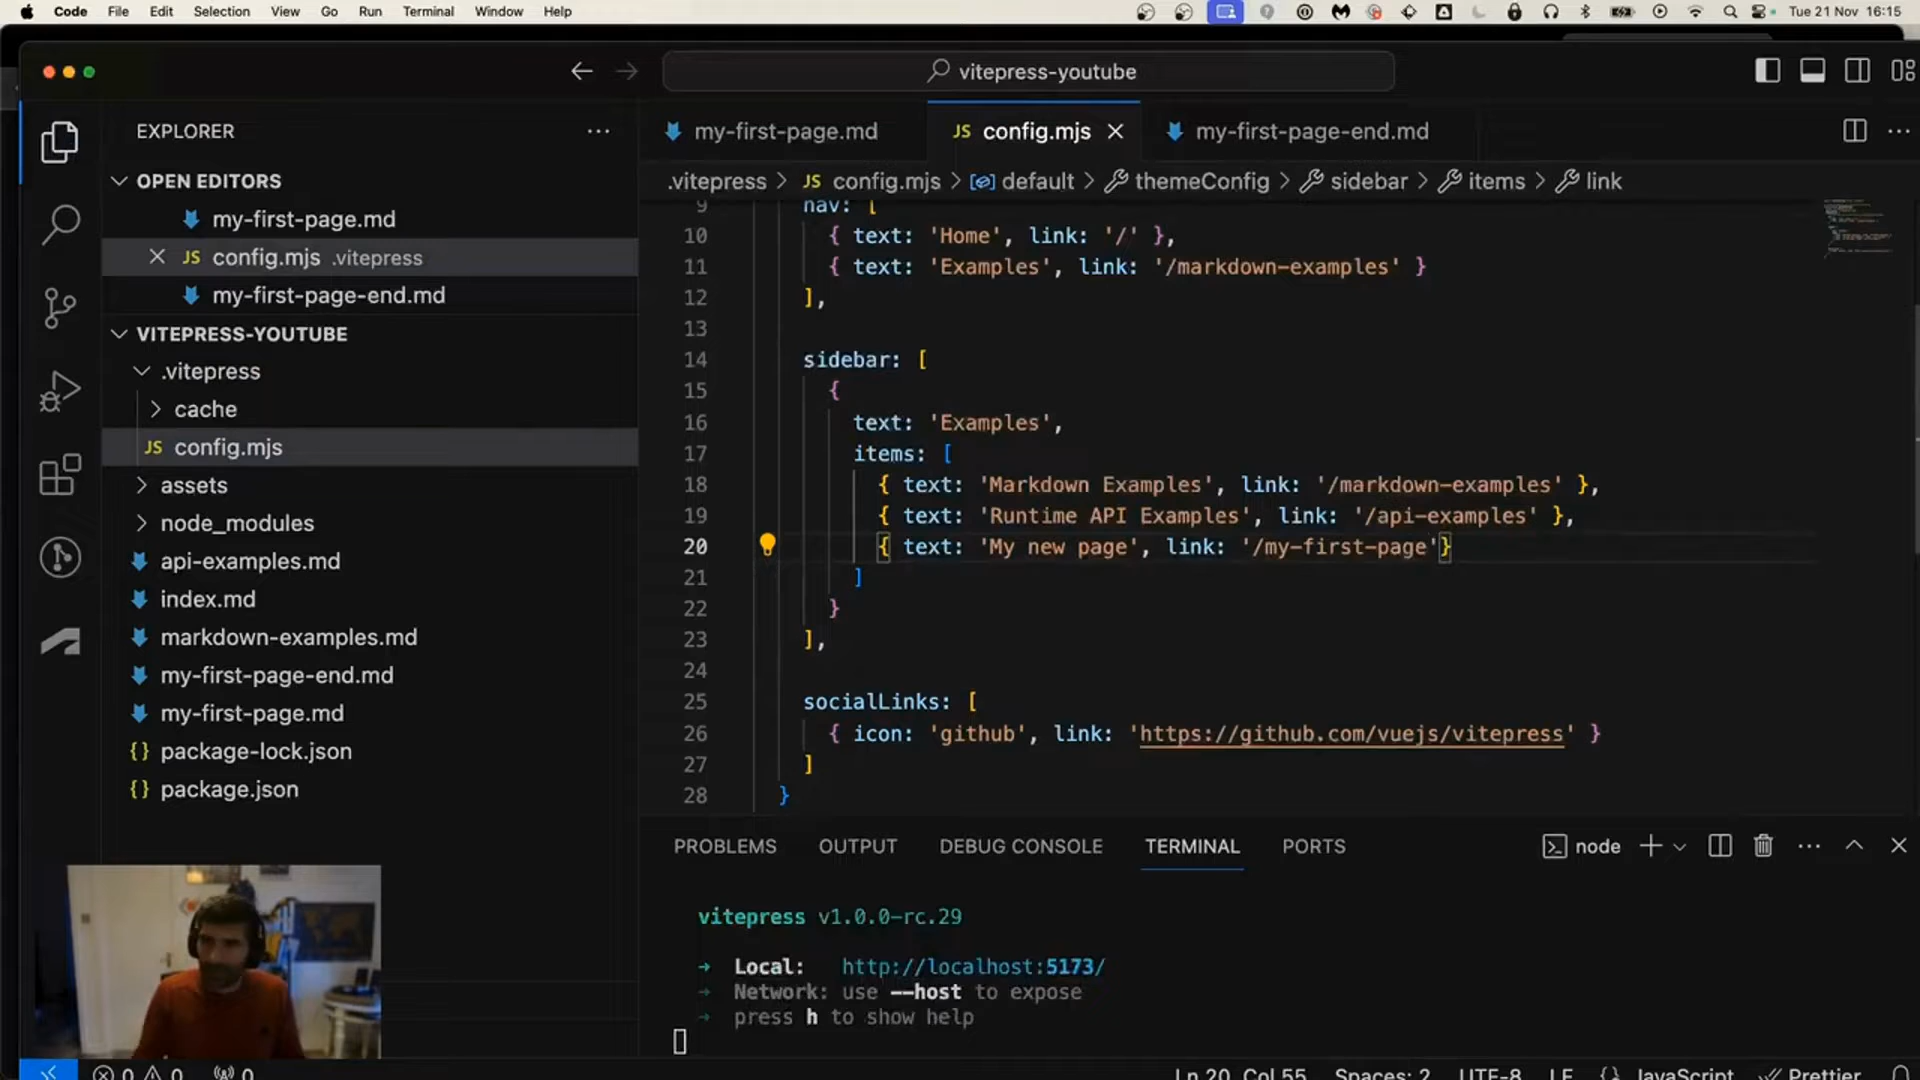 Code File Edit Selection View Go Run Terminal Window Help Tue 21 Nov 16:15
vitepress-youtube
EXPLORER
my-first-page.md
JS config.mjs
my-first-page-end.md
OPEN EDITORS
.vitepress > JS config.mjs > default > themeConfig > sidebar > items > link
my-first-page.md
JS config.mjs .vitepress
my-first-page-end.md
VITEPRESS-YOUTUBE
.vitepress
cache
JS config.mjs
assets
node_modules
api-examples.md
index.md
markdown-examples.md
my-first-page-end.md
my-first-page.md
{} package-lock.json
{} package.json
9 nav: [
10 { text: 'Home', link: '/' },
11 { text: 'Examples', link: '/markdown-examples' }
12 ],
13
14 sidebar: [
15 {
16 text: 'Examples',
17 items: [
18 { text: 'Markdown Examples', link: '/markdown-examples' },
19 { text: 'Runtime API Examples', link: '/api-examples' },
20 { text: 'My new page', link: '/my-first-page'}
21 ]
22 }
23 ],
24
25 socialLinks: [
26 { icon: 'github', link: 'https://github.com/vuejs/vitepress' }
27 ]
28 }
PROBLEMS OUTPUT DEBUG CONSOLE TERMINAL PORTS node
vitepress v1.0.0-rc.29
→ Local: http://localhost:5173/
→ Network: use --host to expose
→ press h to show help
0 0 0 Ln 20, Col 55 Spaces: 2 UTF-8 LF {} JavaScript Prettier